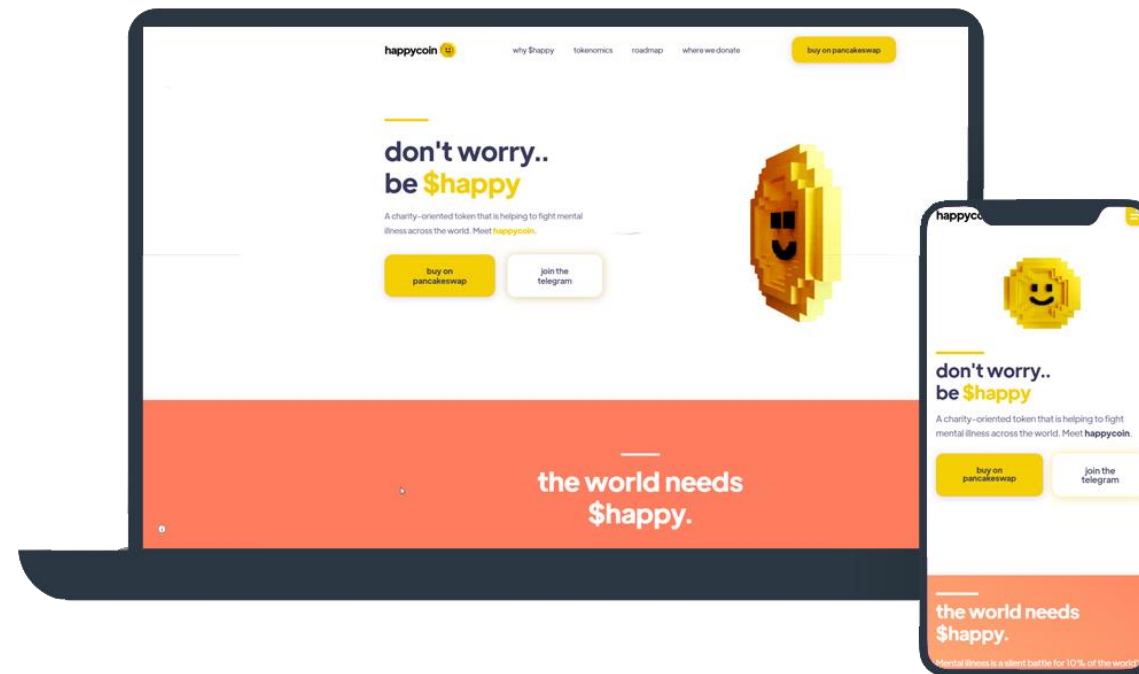 happycoin
why $happy
tokenomics
roadmap
where we donate
buy on pancakeswap
don't worry..
be $happy
A charity-oriented token that is helping to fight mental
illness across the world. Meet happycoin.
buy on
pancakeswap
join the
telegram
the world needs
$happy.
happyc
don't worry..
be $happy
A charity-oriented token that is helping to fight
mental illness across the world. Meet happycoin.
buy on
pancakeswap
join the
telegram
the world needs
$happy.
Mental illness is a silent battle for 10% of the world